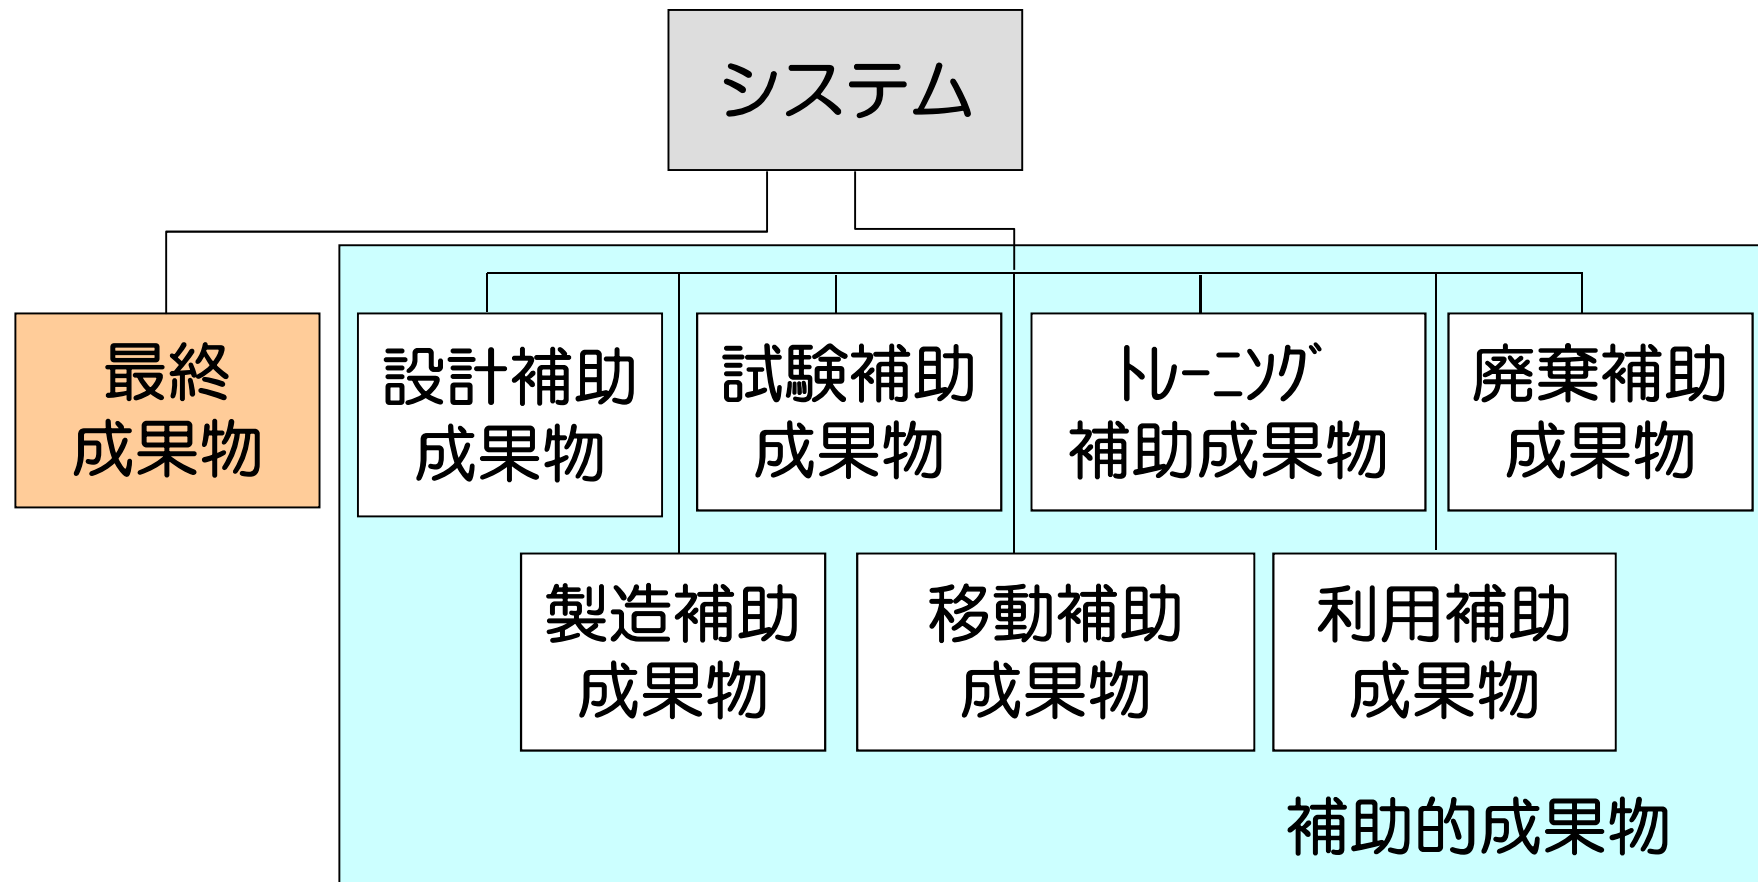 システム
最終
成果物
設計補助
成果物
試験補助
成果物
ﾄﾚｰﾆﾝｸﾞ
補助成果物
廃棄補助
成果物
製造補助
成果物
移動補助
成果物
利用補助
成果物
補助的成果物